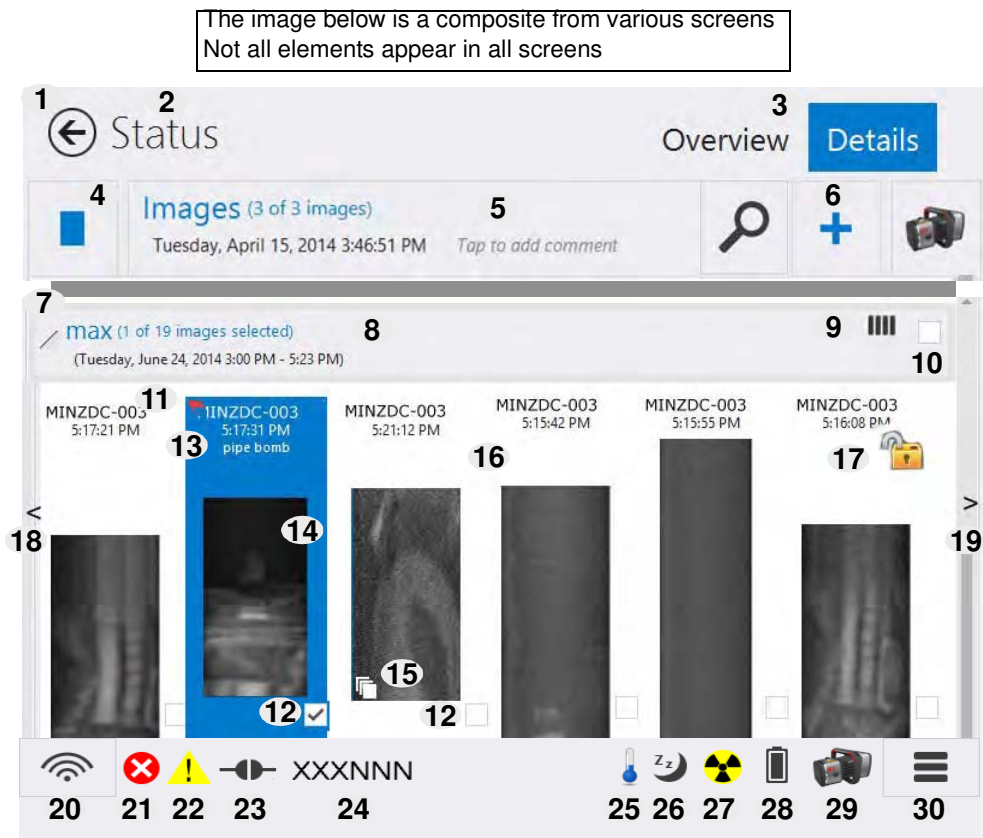 The image below is a composite from various screens
Not all elements appear in all screens
1 2 3
Status Overview Details
4 5 6
Images (3 of 3 images)
Tuesday, April 15, 2014 3:46:51 PM Tap to add comment
7 8 9 10
max (1 of 19 images selected)
(Tuesday, June 24, 2014 3:00 PM - 5:23 PM)
11
MINZDC-003 MINZDC-003 MINZDC-003 MINZDC-003 MINZDC-003 MINZDC-003
5:17:21 PM 5:17:31 PM 5:21:12 PM 5:15:42 PM 5:15:55 PM 5:16:08 PM
13 pipe bomb 16 17
< >
18 14 19
15
12 12
XXXNNN Zz
20 21 22 23 24 25 26 27 28 29 30